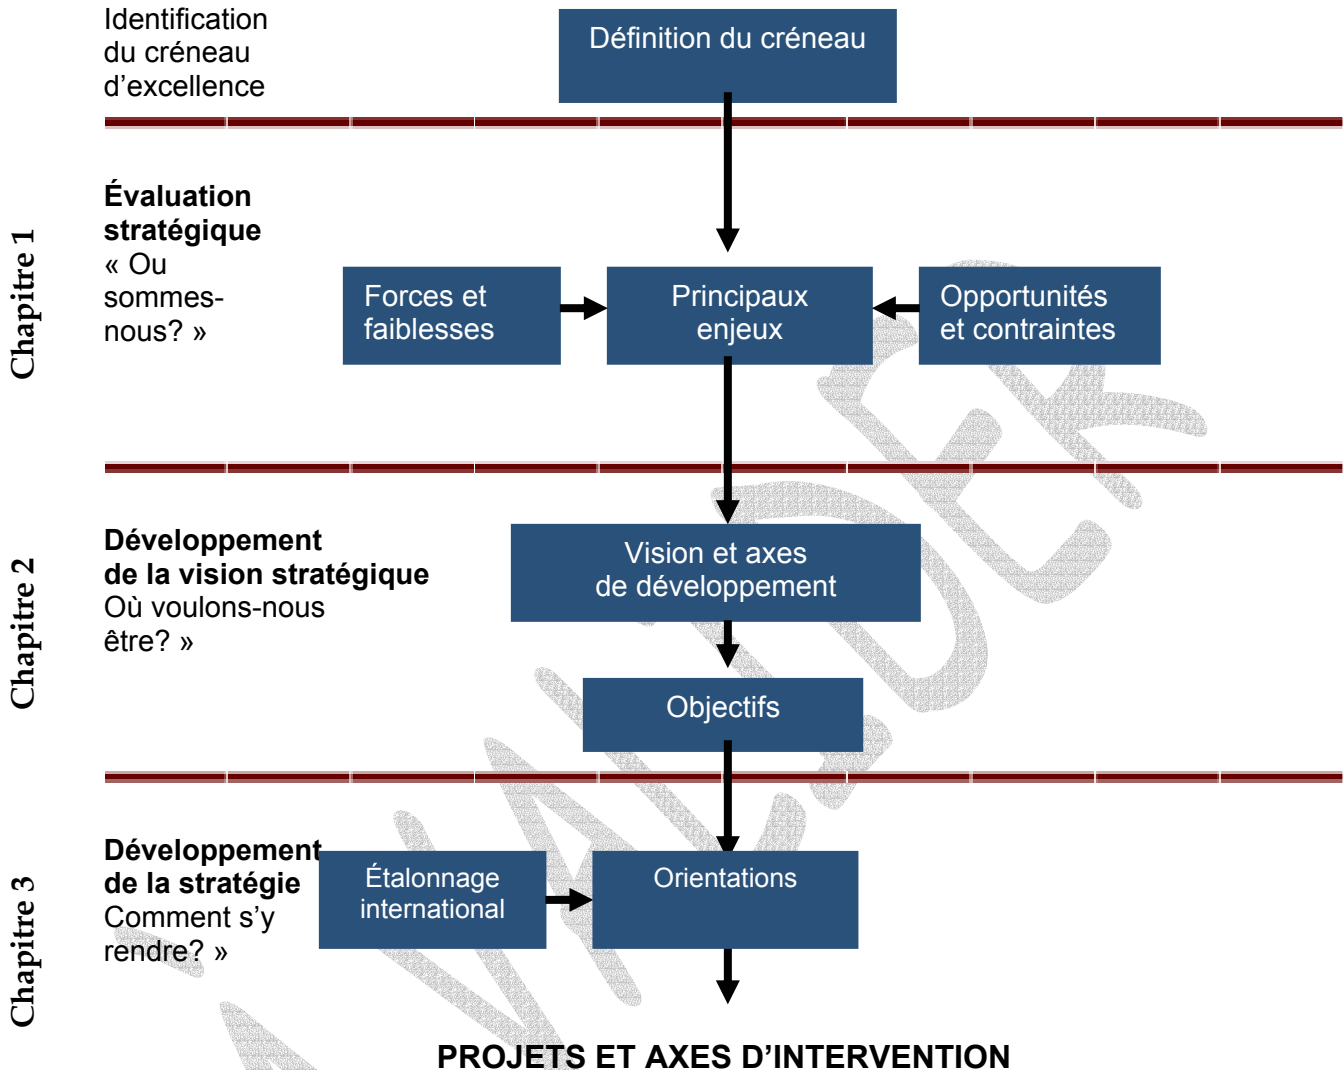 Identification
du créneau
d'excellence
Définition du créneau
Chapitre 1
Évaluation
stratégique
« Ou
sommes-
nous? »
Forces et
faiblesses
Principaux
enjeux
Opportunités
et contraintes
Chapitre 2
Développement
de la vision stratégique
Où voulons-nous
être? »
Vision et axes
de développement
Objectifs
Chapitre 3
Développement
de la stratégie
Comment s'y
rendre? »
Étalonnage
international
Orientations
PROJETS ET AXES D'INTERVENTION
À VALIDER